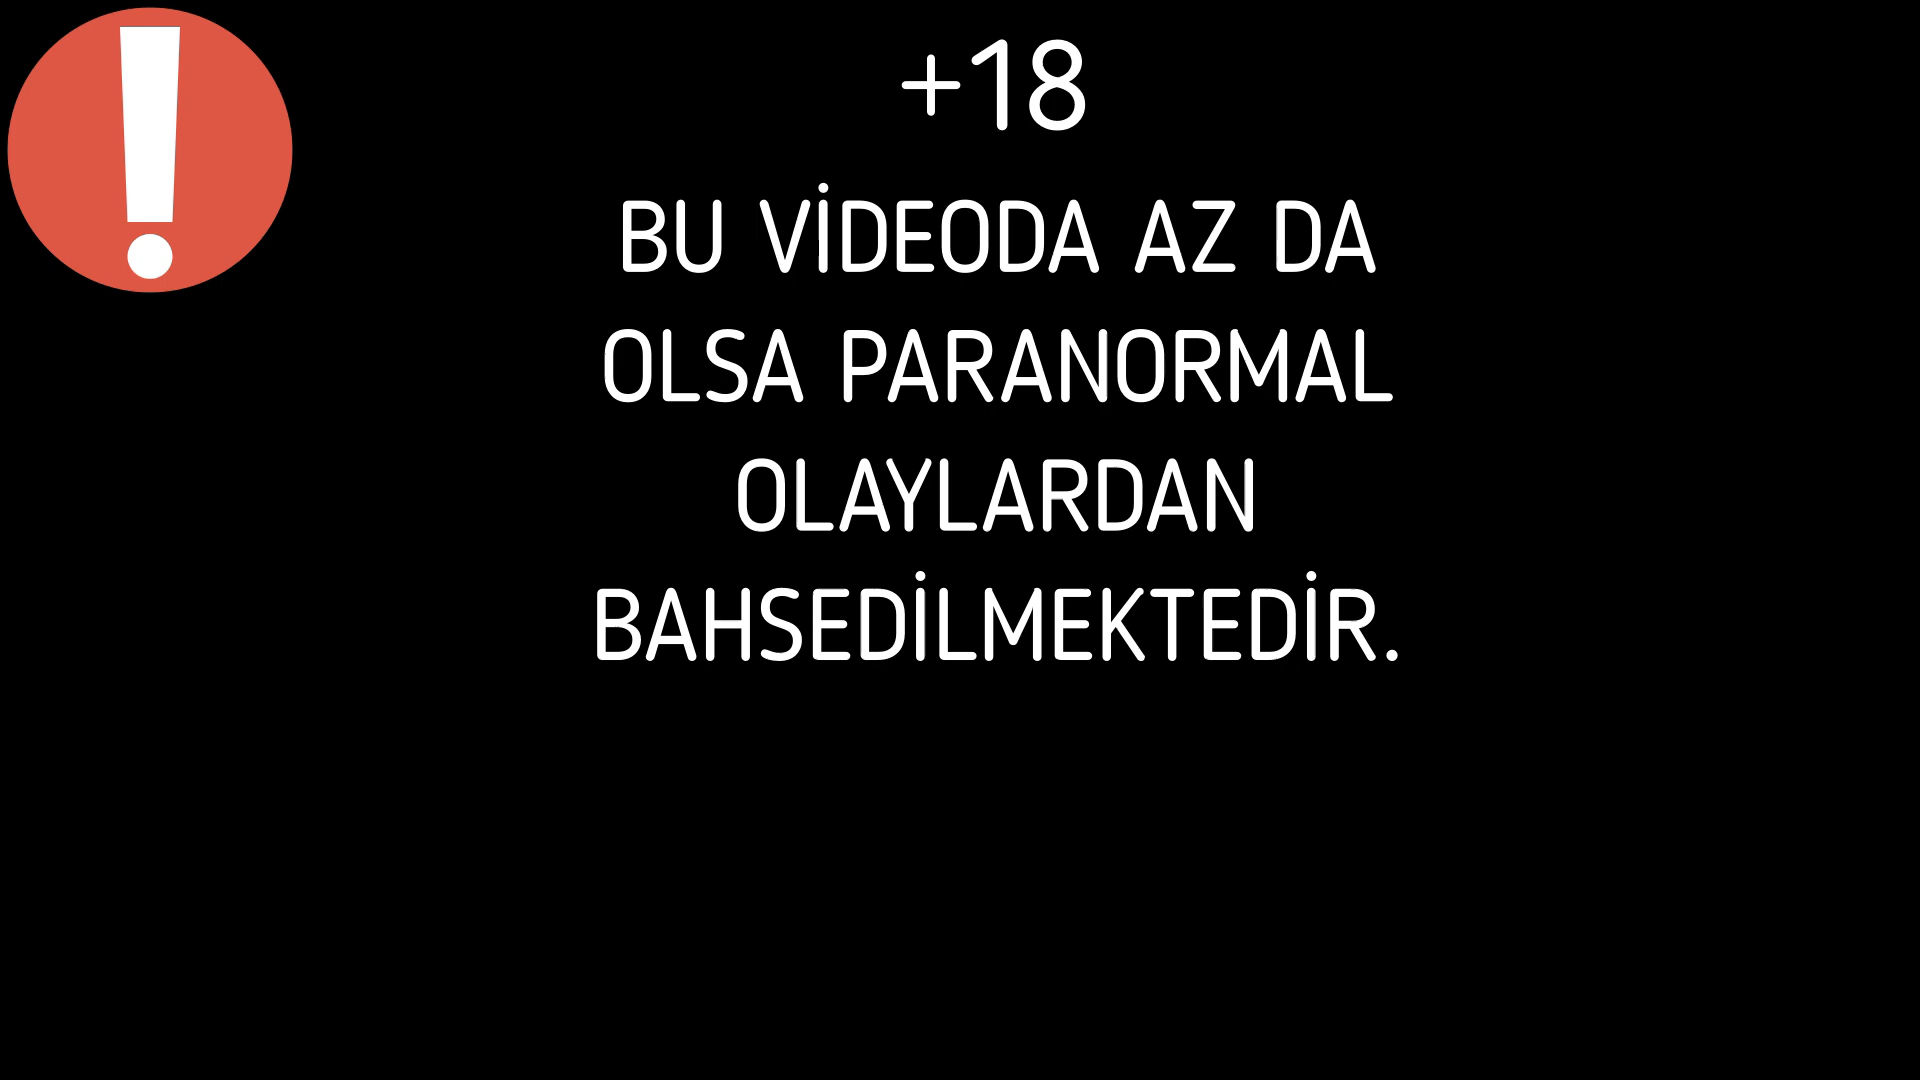 +18
BU VİDEODA AZ DA
OLSA PARANORMAL
OLAYLARDAN
BAHSEDİLMEKTEDİR.